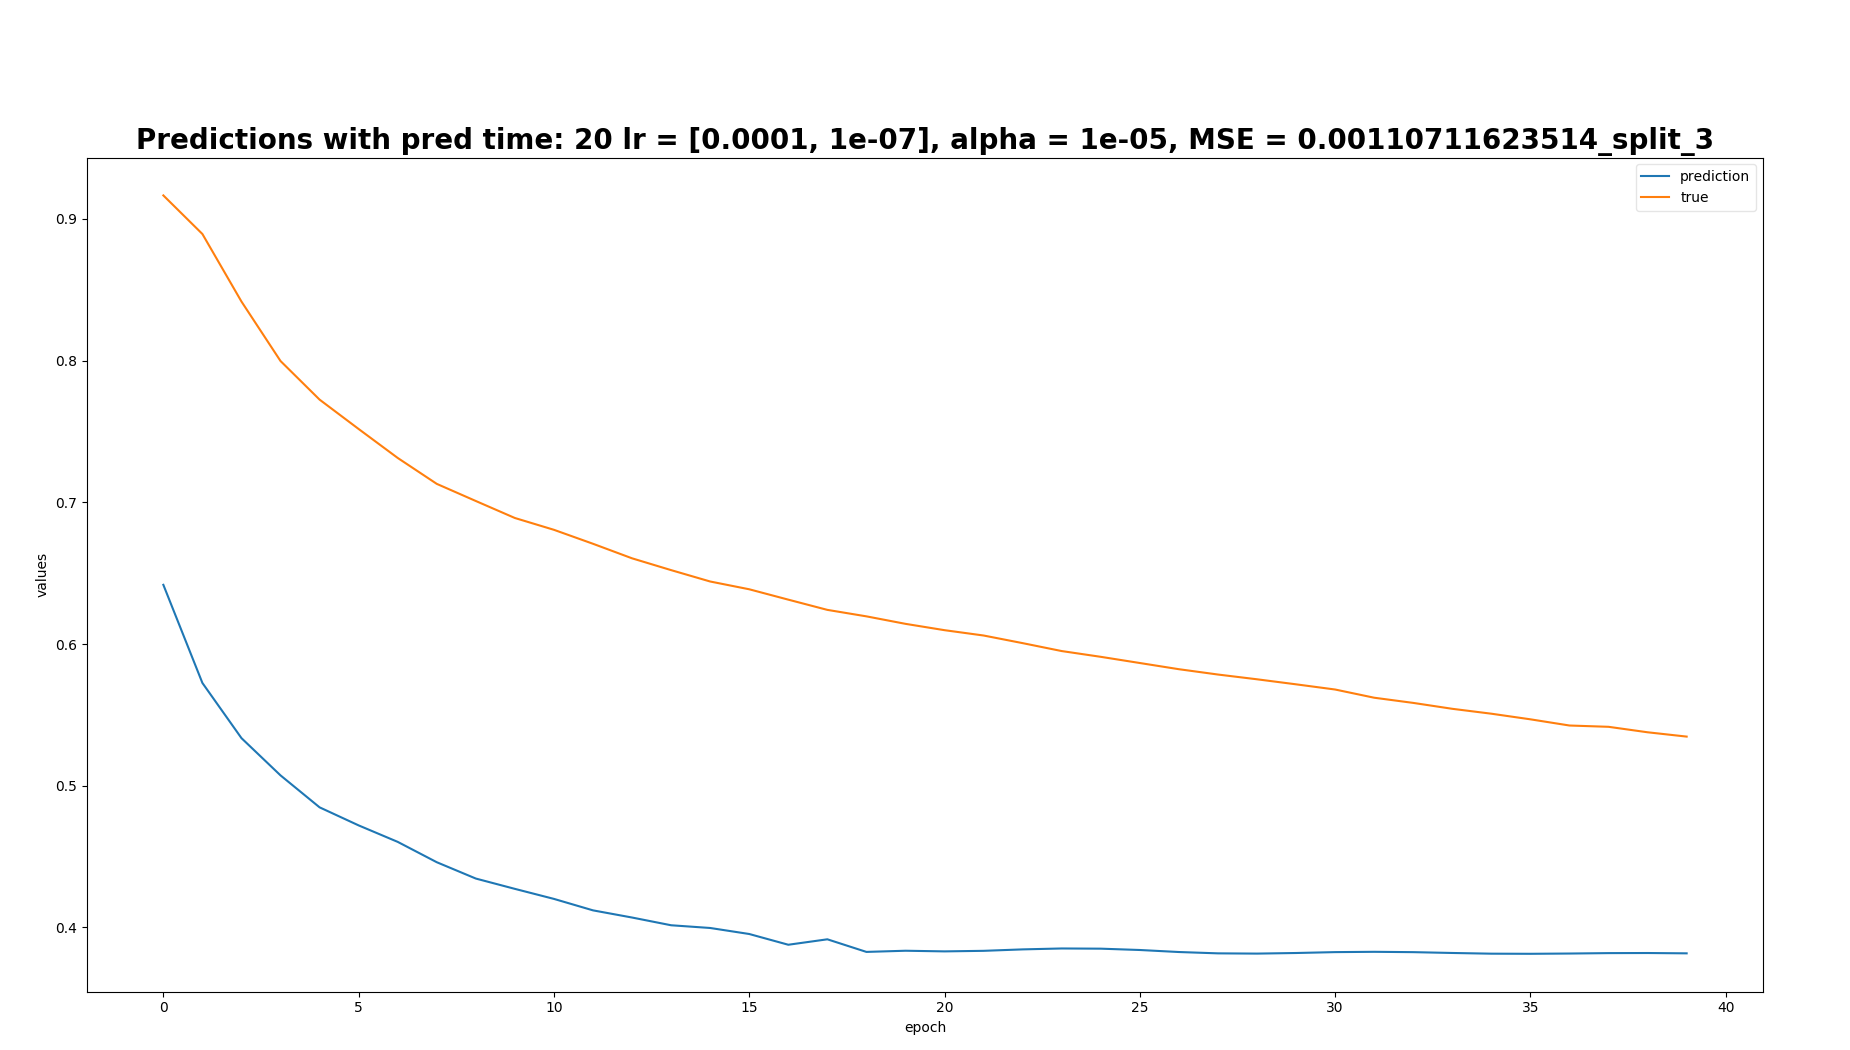 Predictions with pred time: 20 lr = [0.0001, 1e-07], alpha = 1e-05, MSE = 0.00110711623514_split_3
prediction
true
0.9
0.8
0.7
0.6
0.5
0.4
values
0 5 10 15 20 25 30 35 40
epoch